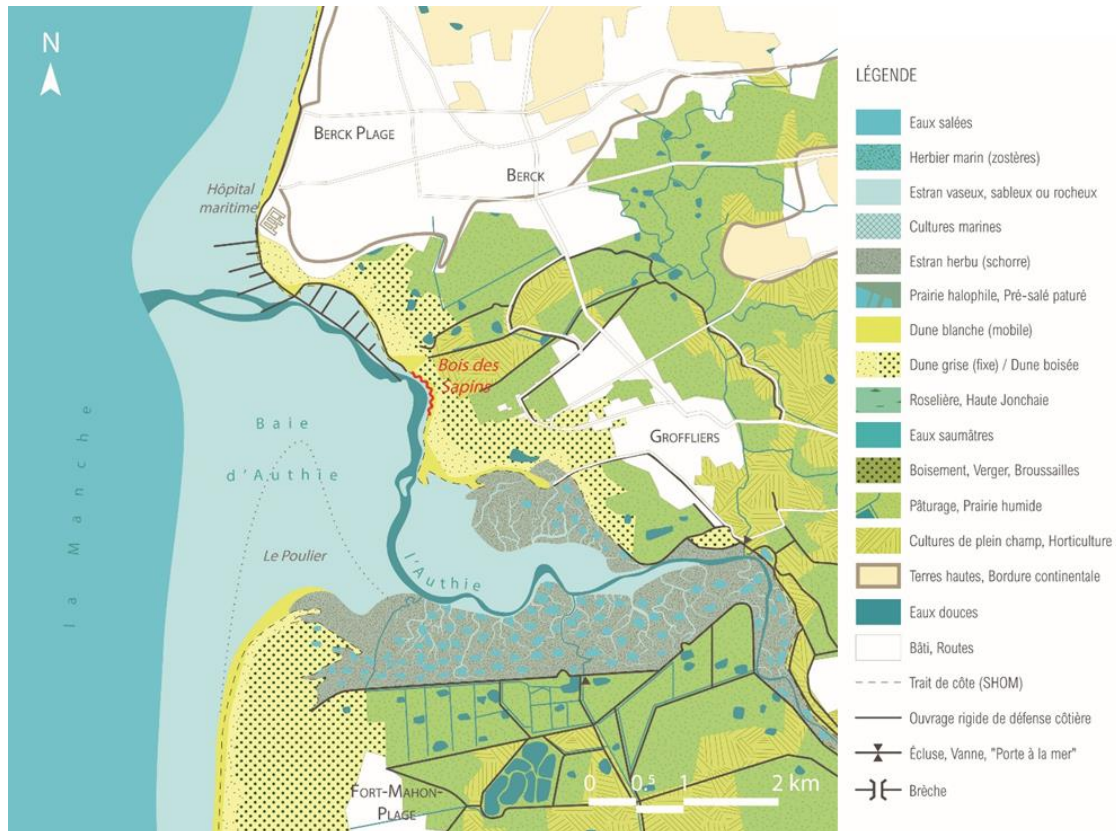 N
BERCK PLAGE
BERCK
Hôpital
maritime
Bois des
Sapins
GROFFLIERS
Baie
d'Authie
la Manche
Le Poulier
l'Authie
FORT-MAHON-
PLAGE
0 0,5 1 2 km
LÉGENDE
Eaux salées
Herbier marin (zostères)
Estran vaseux, sableux ou rocheux
Cultures marines
Estran herbu (schorre)
Prairie halophile, Pré-salé paturé
Dune blanche (mobile)
Dune grise (fixe) / Dune boisée
Roselière, Haute Jonchaie
Eaux saumâtres
Boisement, Verger, Broussailles
Pâturage, Prairie humide
Cultures de plein champ, Horticulture
Terres hautes, Bordure continentale
Eaux douces
Bâti, Routes
Trait de côte (SHOM)
Ouvrage rigide de défense côtière
Écluse, Vanne, "Porte à la mer"
Brèche